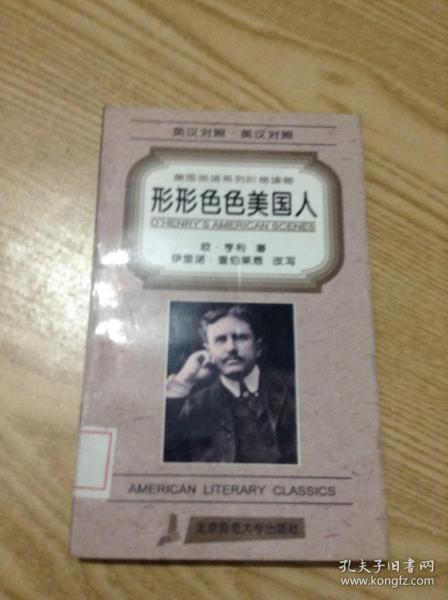 英汉对照·英汉对照
美国英语系列阶梯读物
形形色色美国人
O'HENRY'S AMERICAN SCENES
欧·亨利 著
伊里诺·查伯莱恩 改写
AMERICAN LITERARY CLASSICS
北京师范大学出版社
孔夫子旧书网
www.kongfz.com